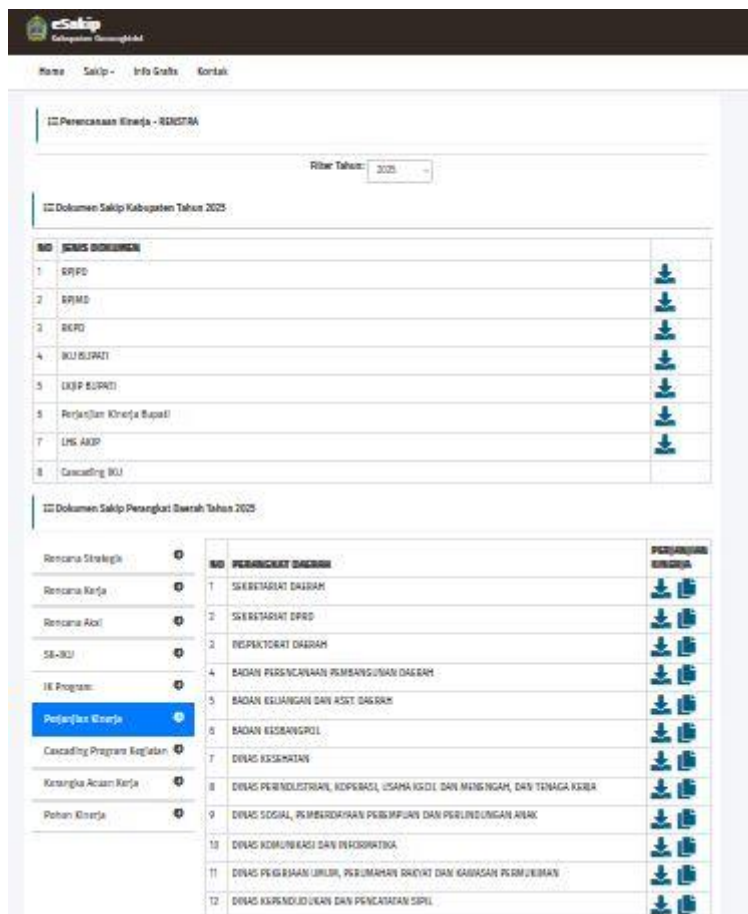 eSakip
Kabupaten Gunungkidul
Home Sakip Info Grafis Kontak
Perencanaan Kinerja - RENSTRA
Filter Tahun: 2025
Dokumen Sakip Kabupaten Tahun 2025
NO JENIS DOKUMEN
1 RPJPD
2 RPJMD
3 RKPD
4 IKU BUPATI
5 LKJIP BUPATI
6 Perjanjian Kinerja Bupati
7 LHE AKIP
8 Cascading IKU
Dokumen Sakip Perangkat Daerah Tahun 2025
Rencana Strategis
Rencana Kerja
Rencana Aksi
SK-IKU
IK Program
Perjanjian Kinerja
Cascading Program Kegiatan
Kerangka Acuan Kerja
Pohon Kinerja
NO PERANGKAT DAERAH PERJANJIAN KINERJA
1 SEKRETARIAT DAERAH
2 SEKRETARIAT DPRD
3 INSPEKTORAT DAERAH
4 BADAN PERENCANAAN PEMBANGUNAN DAERAH
5 BADAN KEUANGAN DAN ASET DAERAH
6 BADAN KESBANGPOL
7 DINAS KESEHATAN
8 DINAS PERINDUSTRIAN, KOPERASI, USAHA KECIL DAN MENENGAH, DAN TENAGA KERJA
9 DINAS SOSIAL, PEMBERDAYAAN PEREMPUAN DAN PERLINDUNGAN ANAK
10 DINAS KOMUNIKASI DAN INFORMATIKA
11 DINAS PEKERJAAN UMUM, PERUMAHAN RAKYAT DAN KAWASAN PERMUKIMAN
12 DINAS KEPENDUDUKAN DAN PENCATATAN SIPIL